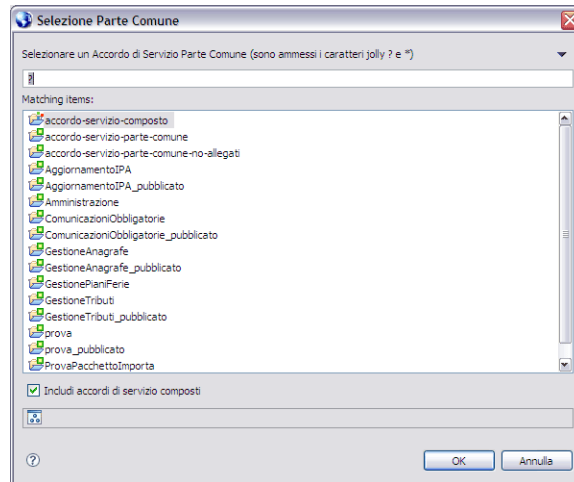 Selezione Parte Comune
Selezionare un Accordo di Servizio Parte Comune (sono ammessi i caratteri jolly ? e *)
?
Matching items:
accordo-servizio-composto
accordo-servizio-parte-comune
accordo-servizio-parte-comune-no-allegati
AggiornamentoIPA
AggiornamentoIPA_pubblicato
Amministrazione
ComunicazioniObbligatorie
ComunicazioniObbligatorie_pubblicato
GestioneAnagrafe
GestioneAnagrafe_pubblicato
GestionePianiFerie
GestioneTributi
GestioneTributi_pubblicato
prova
prova_pubblicato
ProvaPacchettoImporta
Includi accordi di servizio composti
?
OK Annulla